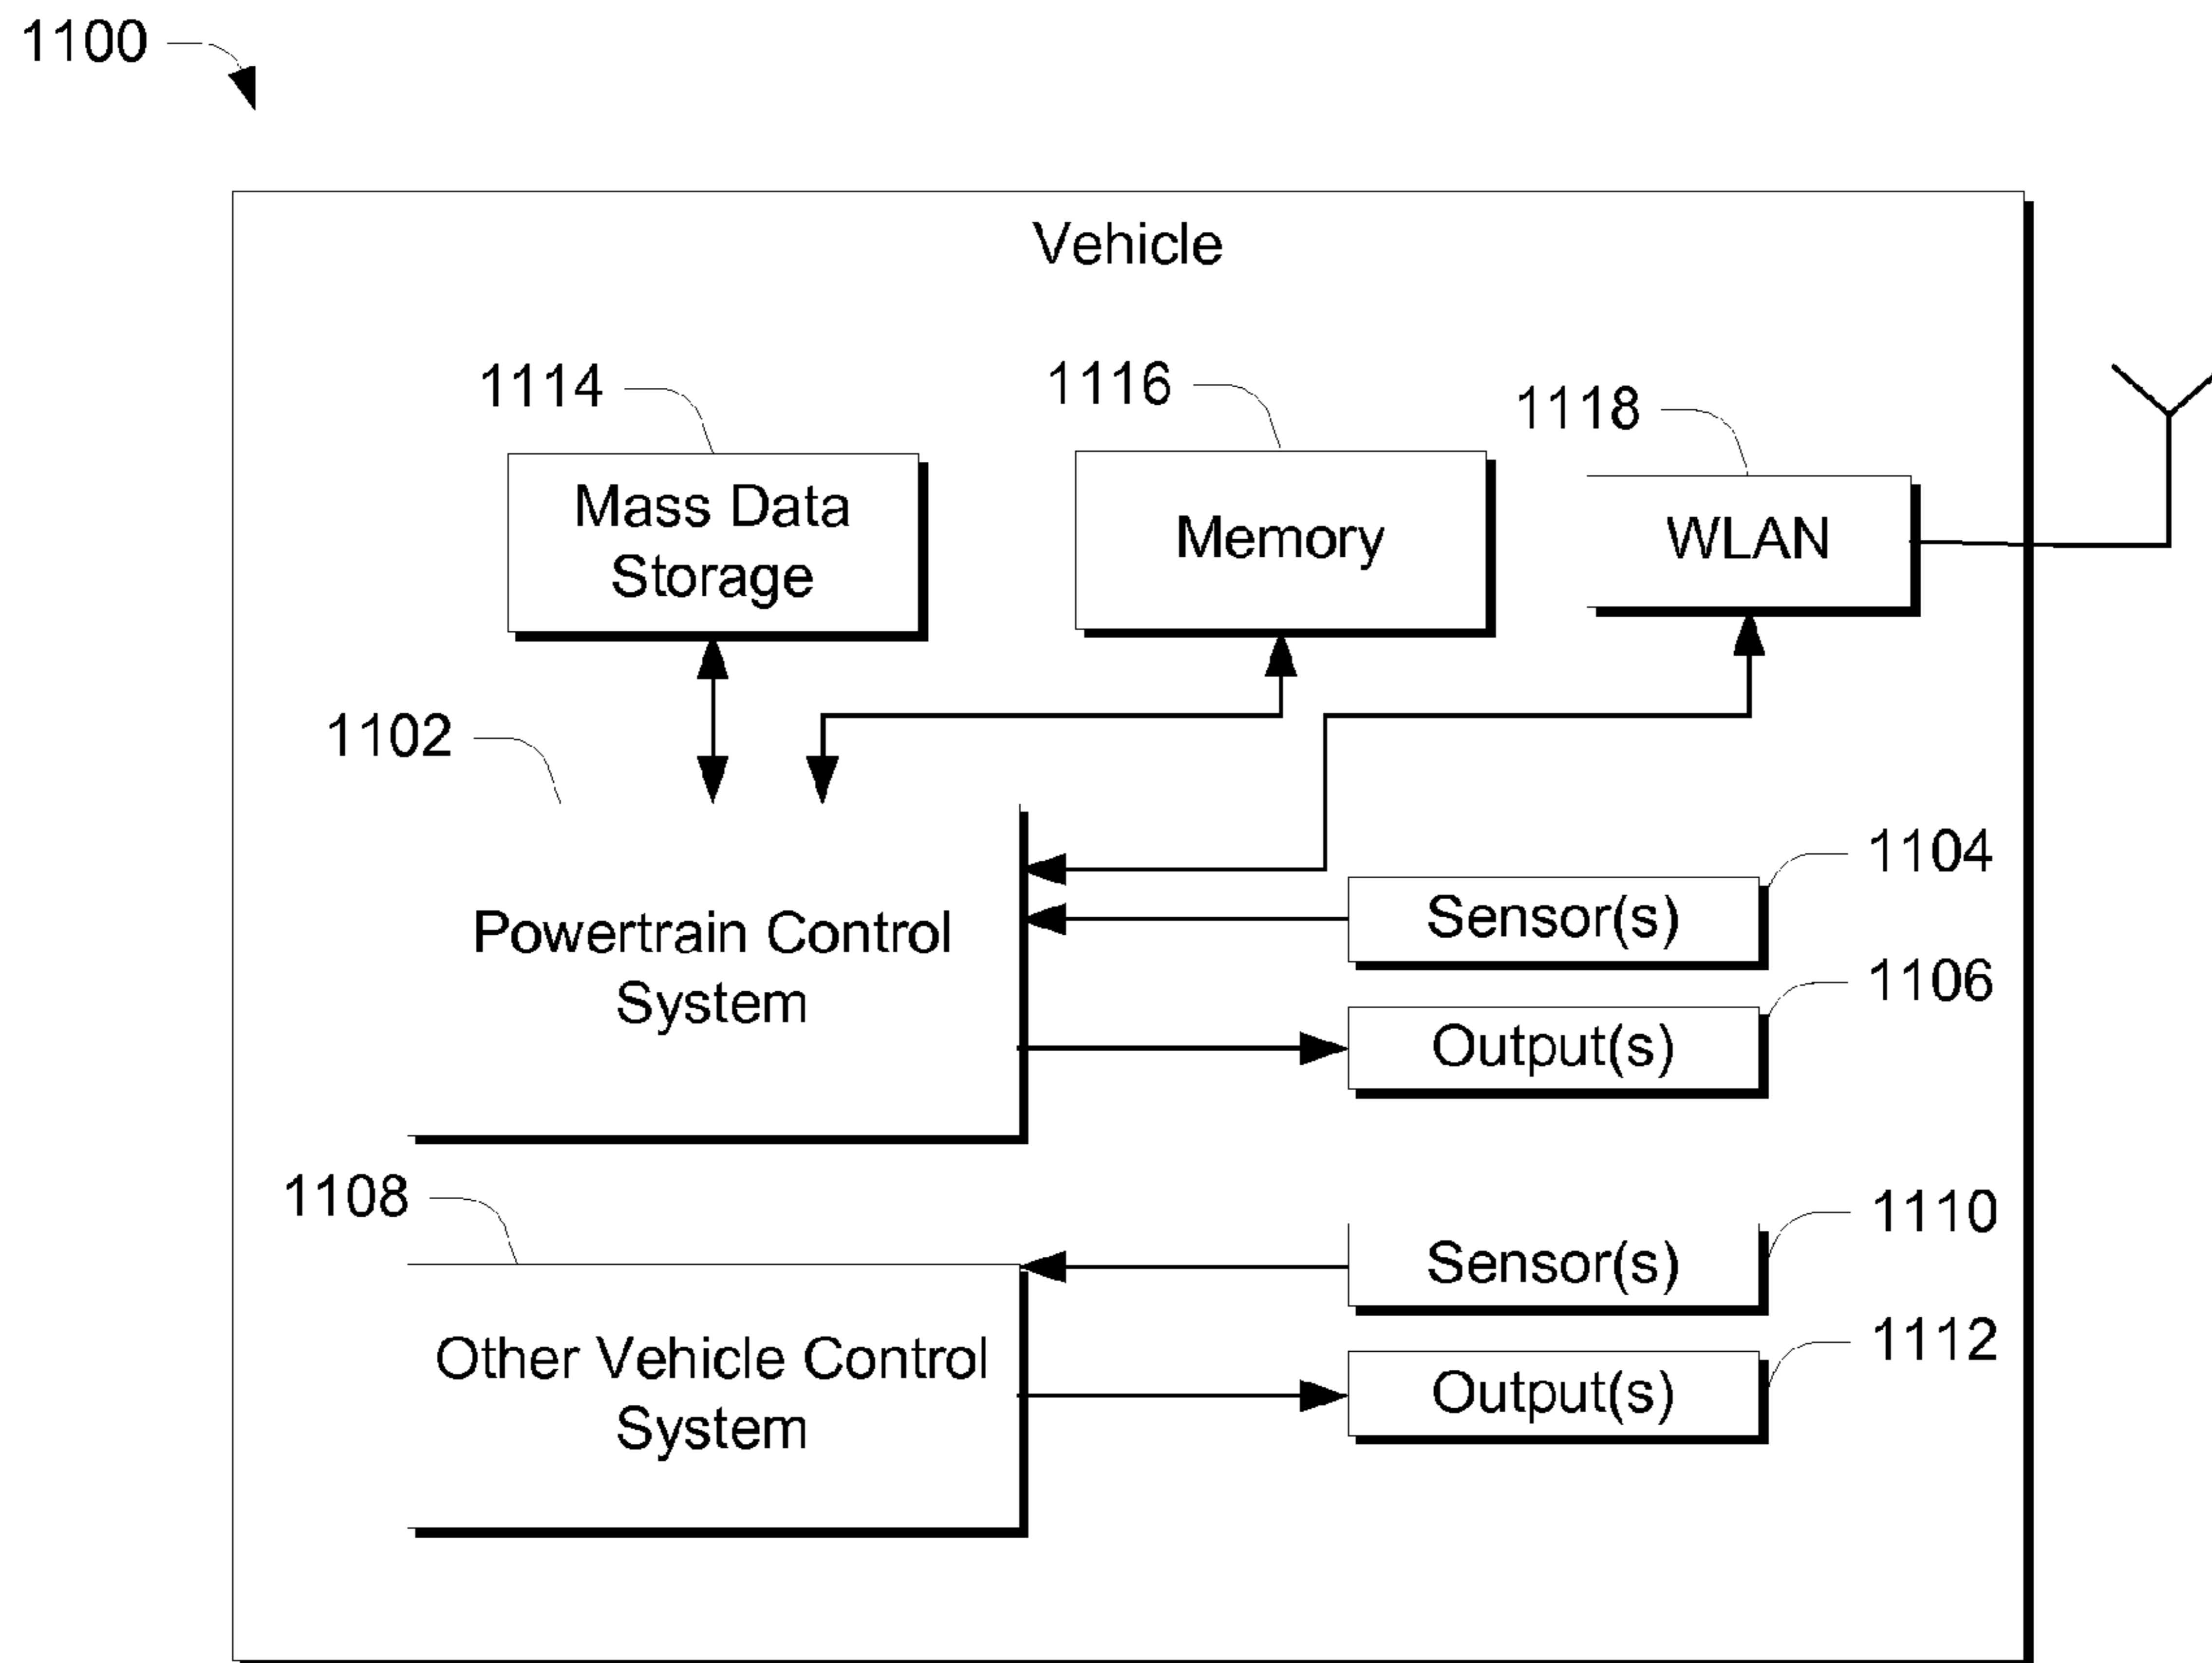 1100
Vehicle
1114
1116
1118
Mass Data
Storage
Memory
WLAN
1102
1104
Powertrain Control
System
Sensor(s)
1106
Output(s)
1108
1110
Other Vehicle Control
System
Sensor(s)
1112
Output(s)